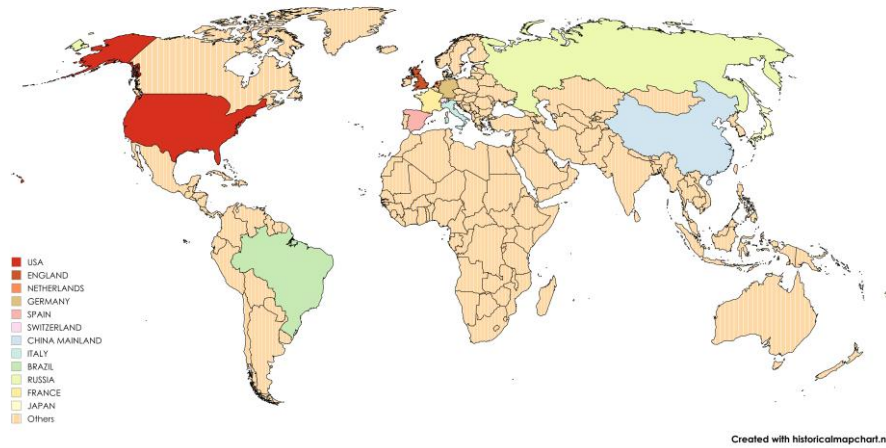 USA
ENGLAND
NETHERLANDS
GERMANY
SPAIN
SWITZERLAND
CHINA MAINLAND
ITALY
BRAZIL
RUSSIA
FRANCE
JAPAN
Others
Created with historicalmapchart.n